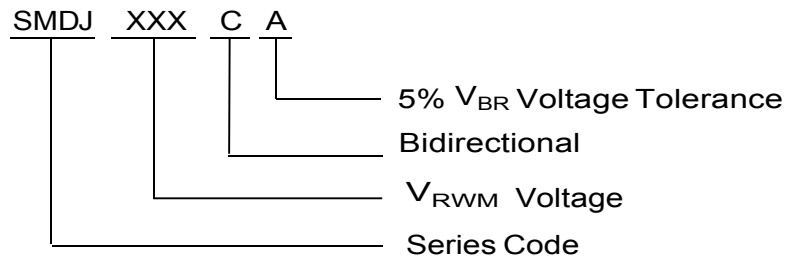 SMDJ XXX C A
5% VBR Voltage Tolerance
Bidirectional
VRWM Voltage
Series Code